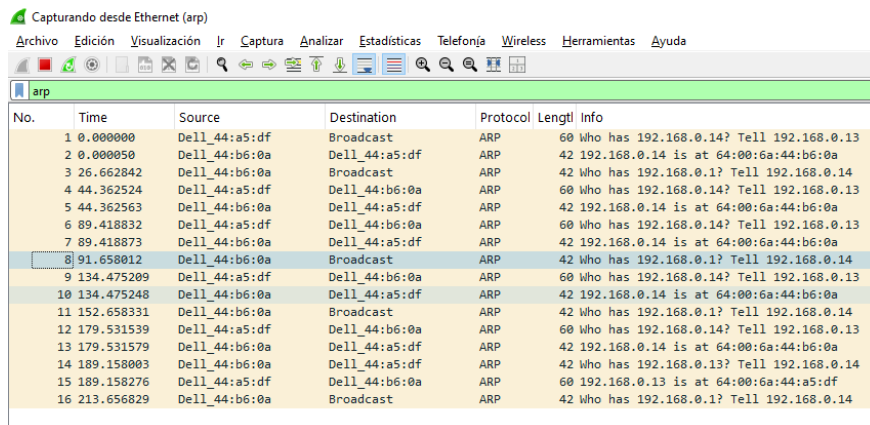 Capturando desde Ethernet (arp)
Archivo Edición Visualización Ir Captura Analizar Estadísticas Telefonía Wireless Herramientas Ayuda
arp
No. Time Source Destination Protocol Lengtl Info
1 0.000000 Dell_44:a5:df Broadcast ARP 60 Who has 192.168.0.14? Tell 192.168.0.13
2 0.000050 Dell_44:b6:0a Dell_44:a5:df ARP 42 192.168.0.14 is at 64:00:6a:44:b6:0a
3 26.662842 Dell_44:b6:0a Broadcast ARP 42 Who has 192.168.0.1? Tell 192.168.0.14
4 44.362524 Dell_44:a5:df Dell_44:b6:0a ARP 60 Who has 192.168.0.14? Tell 192.168.0.13
5 44.362563 Dell_44:b6:0a Dell_44:a5:df ARP 42 192.168.0.14 is at 64:00:6a:44:b6:0a
6 89.418832 Dell_44:a5:df Dell_44:b6:0a ARP 60 Who has 192.168.0.14? Tell 192.168.0.13
7 89.418873 Dell_44:b6:0a Dell_44:a5:df ARP 42 192.168.0.14 is at 64:00:6a:44:b6:0a
8 91.658012 Dell_44:b6:0a Broadcast ARP 42 Who has 192.168.0.1? Tell 192.168.0.14
9 134.475209 Dell_44:a5:df Dell_44:b6:0a ARP 60 Who has 192.168.0.14? Tell 192.168.0.13
10 134.475248 Dell_44:b6:0a Dell_44:a5:df ARP 42 192.168.0.14 is at 64:00:6a:44:b6:0a
11 152.658331 Dell_44:b6:0a Broadcast ARP 42 Who has 192.168.0.1? Tell 192.168.0.14
12 179.531539 Dell_44:a5:df Dell_44:b6:0a ARP 60 Who has 192.168.0.14? Tell 192.168.0.13
13 179.531579 Dell_44:b6:0a Dell_44:a5:df ARP 42 192.168.0.14 is at 64:00:6a:44:b6:0a
14 189.158003 Dell_44:b6:0a Dell_44:a5:df ARP 42 Who has 192.168.0.13? Tell 192.168.0.14
15 189.158276 Dell_44:a5:df Dell_44:b6:0a ARP 60 192.168.0.13 is at 64:00:6a:44:a5:df
16 213.656829 Dell_44:b6:0a Broadcast ARP 42 Who has 192.168.0.1? Tell 192.168.0.14